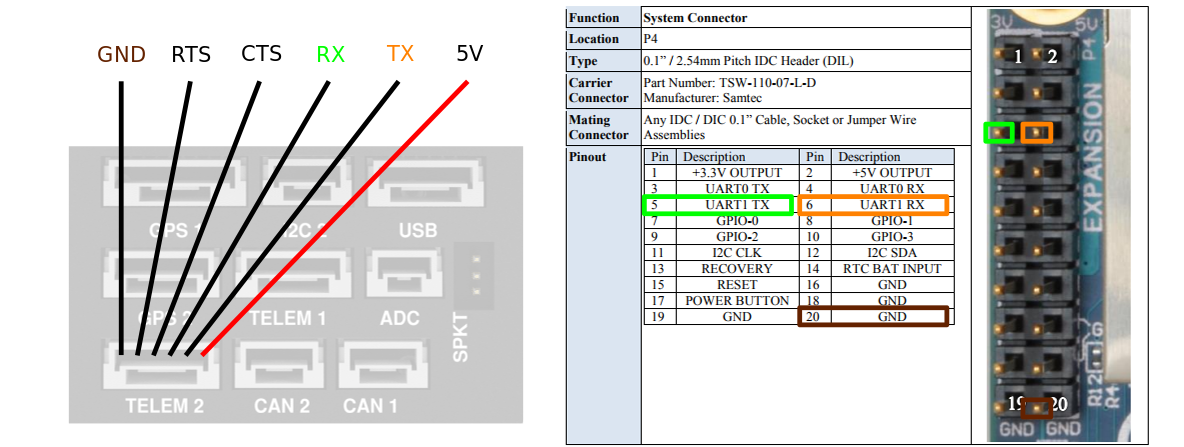 GND RTS CTS RX TX 5V
GPS 1 I2C 2 USB
GPS 2 TELEM 1 ADC
SPKT
TELEM 2 CAN 2 CAN 1
Function System Connector
Location P4
Type 0.1” / 2.54mm Pitch IDC Header (DIL)
Carrier Part Number: TSW-110-07-L-D
Connector Manufacturer: Samtec
Mating Any IDC / DIC 0.1” Cable, Socket or Jumper Wire
Connector Assemblies
Pinout Pin Description Pin Description
1 +3.3V OUTPUT 2 +5V OUTPUT
3 UART0 TX 4 UART0 RX
5 UART1 TX 6 UART1 RX
7 GPIO-0 8 GPIO-1
9 GPIO-2 10 GPIO-3
11 I2C CLK 12 I2C SDA
13 RECOVERY 14 RTC BAT INPUT
15 RESET 16 GND
17 POWER BUTTON 18 GND
19 GND 20 GND
3V 5V
1 2
P4
EXPANSION
19 20
GND GND
R12
R4